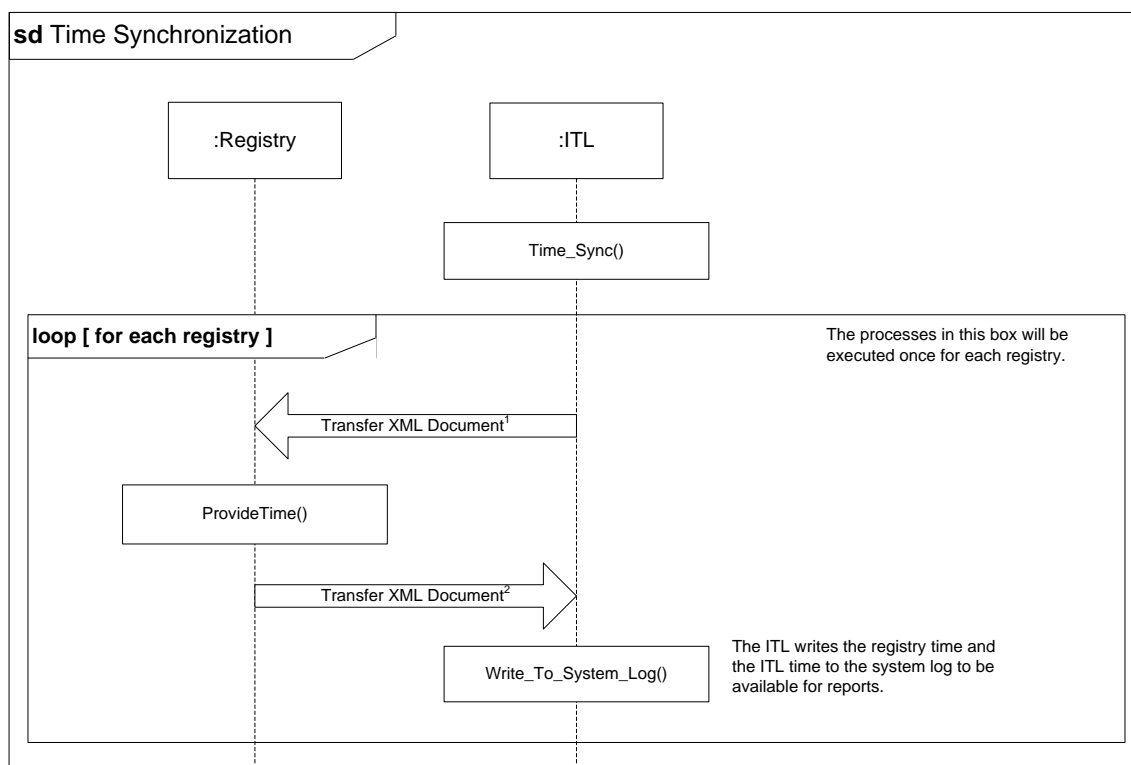 sd Time Synchronization
:Registry
:ITL
Time_Sync()
loop [ for each registry ]
The processes in this box will be
executed once for each registry.
Transfer XML Document¹
ProvideTime()
Transfer XML Document²
Write_To_System_Log()
The ITL writes the registry time and
the ITL time to the system log to be
available for reports.